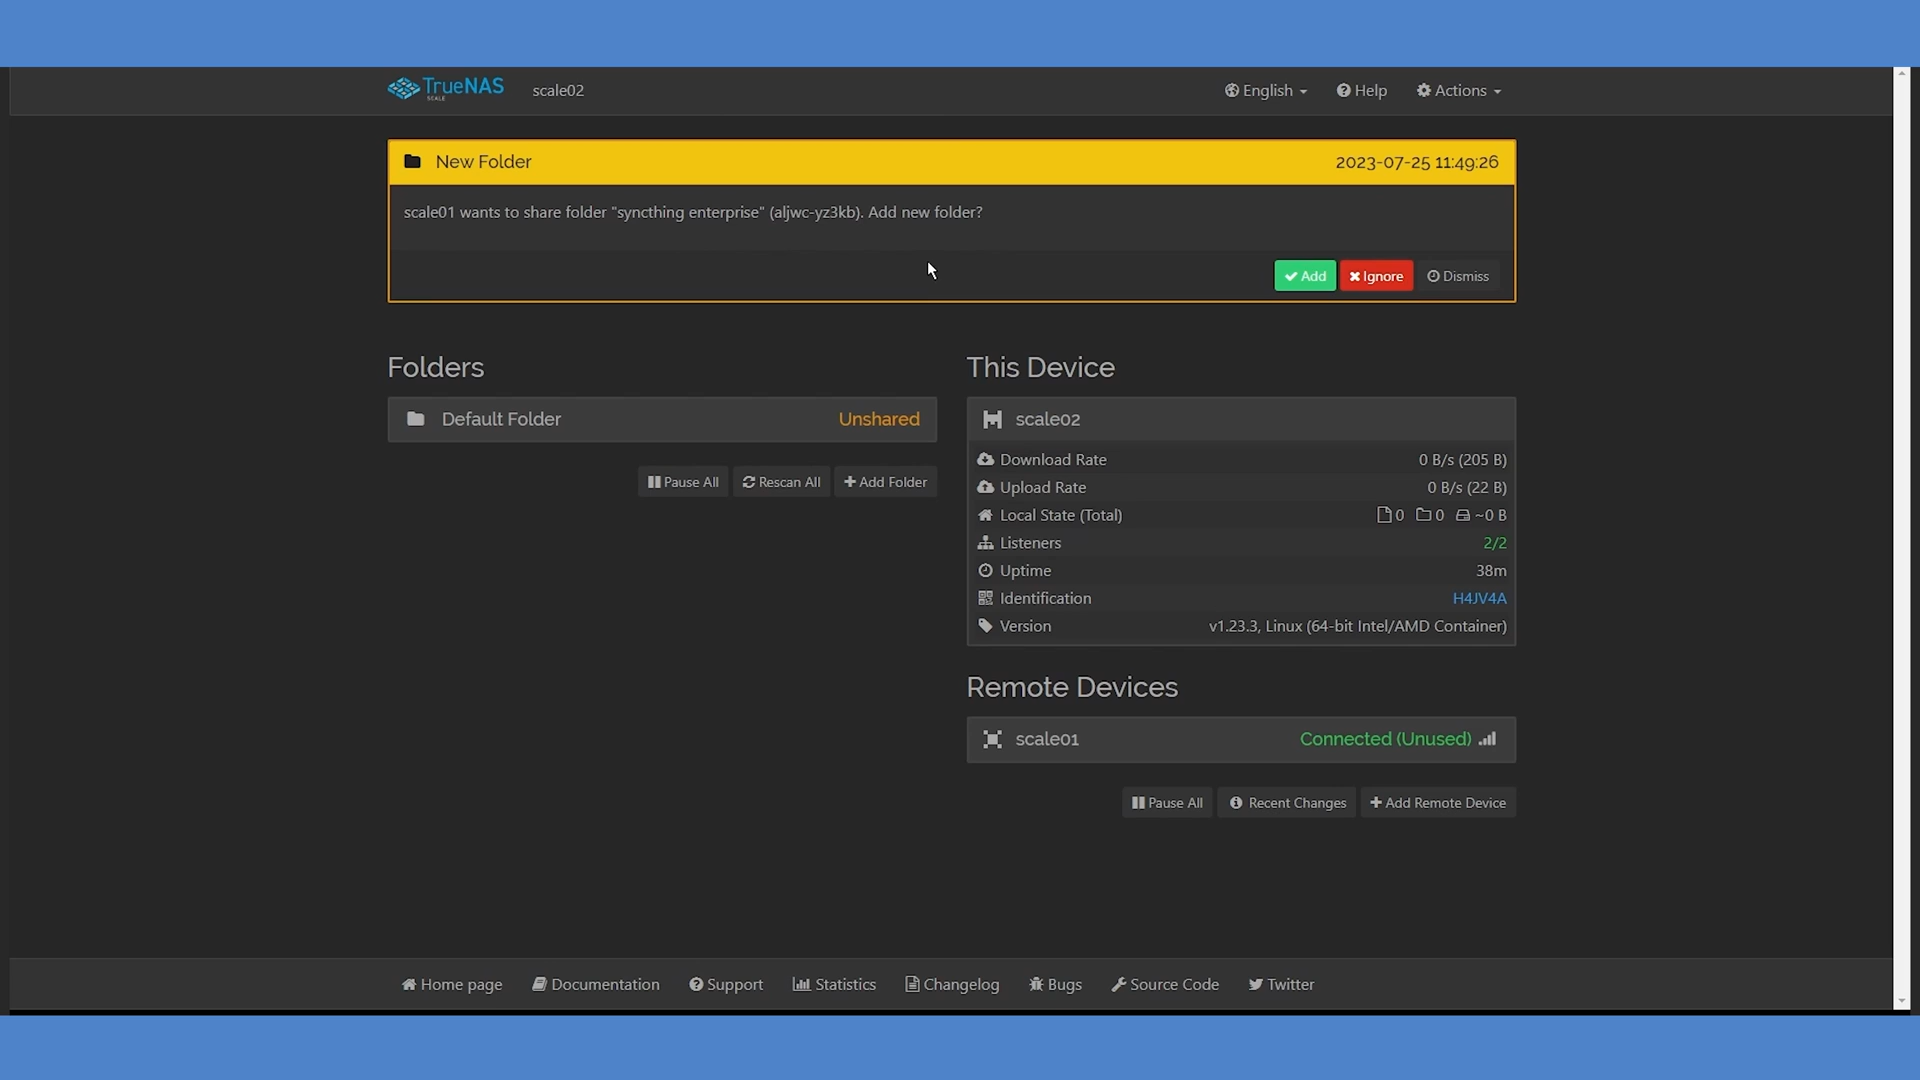 TrueNAS SCALE scale02 English Help Actions
New Folder 2023-07-25 11:49:26
scale01 wants to share folder "syncthing enterprise" (aljwc-yz3kb). Add new folder?
Add Ignore Dismiss
Folders
Default Folder Unshared
Pause All Rescan All Add Folder
This Device
scale02
Download Rate 0 B/s (205 B)
Upload Rate 0 B/s (22 B)
Local State (Total) 0 0 ~0 B
Listeners 2/2
Uptime 38m
Identification H4JV4A
Version v1.23.3, Linux (64-bit Intel/AMD Container)
Remote Devices
scale01 Connected (Unused)
Pause All Recent Changes Add Remote Device
Home page Documentation Support Statistics Changelog Bugs Source Code Twitter